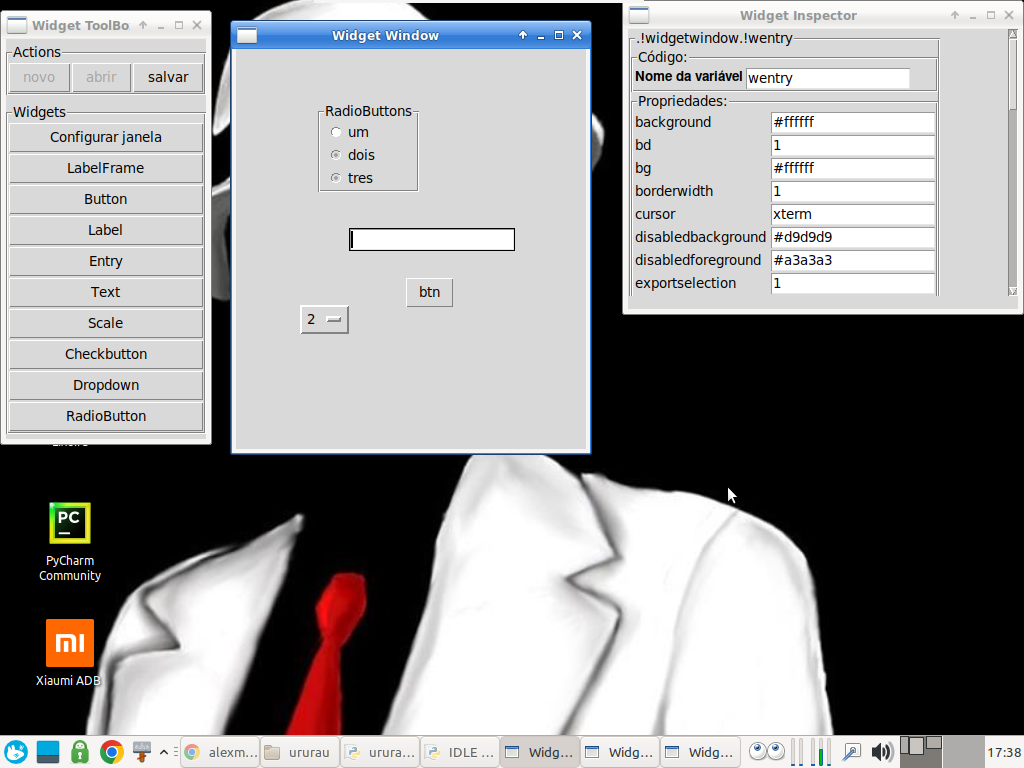 Widget ToolBo
Actions
novo abrir salvar
Widgets
Configurar janela
LabelFrame
Button
Label
Entry
Text
Scale
Checkbutton
Dropdown
RadioButton
Widget Window
RadioButtons
um
dois
tres
btn
2
Widget Inspector
.!widgetwindow.!wentry
Código:
Nome da variável wentry
Propriedades:
background #ffffff
bd 1
bg #ffffff
borderwidth 1
cursor xterm
disabledbackground #d9d9d9
disabledforeground #a3a3a3
exportselection 1
PC
PyCharm
Community
mi
Xiaumi ADB
alexm... ururau urura... IDLE ... Widg... Widg... Widg... 17:38